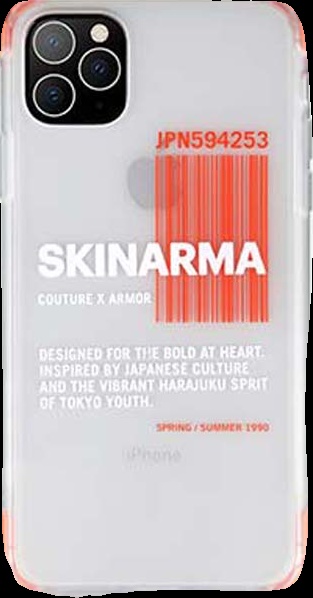 JPN594253
SKINARMA
COUTURE X ARMOR
DESIGNED FOR THE BOLD AT HEART.
INSPIRED BY JAPANESE CULTURE
AND THE VIBRANT HARAJUKU SPRIT
OF TOKYO YOUTH.
SPRING / SUMMER 1990
iPhone